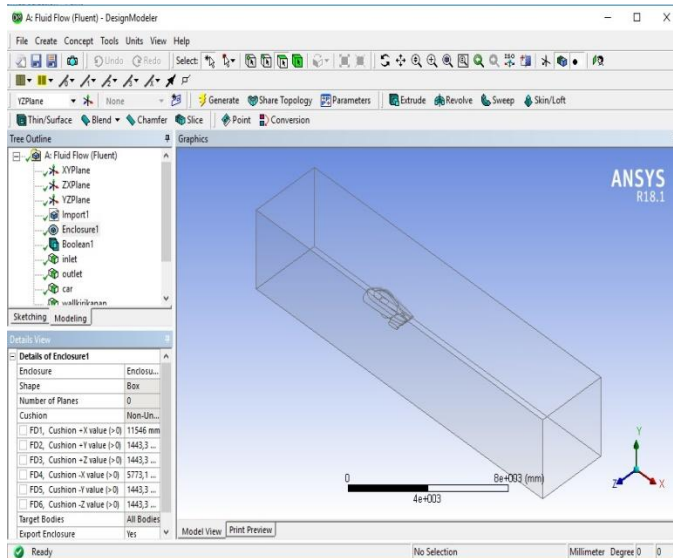 A: Fluid Flow (Fluent) - DesignModeler
File Create Concept Tools Units View Help
Undo Redo Select: ISO
YZPlane None Generate Share Topology Parameters Extrude Revolve Sweep Skin/Loft
Thin/Surface Blend Chamfer Slice Point Conversion
Tree Outline
A: Fluid Flow (Fluent)
XYPlane
ZXPlane
YZPlane
Import1
Enclosure1
Boolean1
inlet
outlet
car
wallkirikanan
Sketching Modeling
Details View
Details of Enclosure1
Enclosure Enclosu...
Shape Box
Number of Planes 0
Cushion Non-Un...
FD1, Cushion +X value (>0) 11546 mm
FD2, Cushion +Y value (>0) 1443,3 ...
FD3, Cushion +Z value (>0) 1443,3 ...
FD4, Cushion -X value (>0) 5773,1 ...
FD5, Cushion -Y value (>0) 1443,3 ...
FD6, Cushion -Z value (>0) 1443,3 ...
Target Bodies All Bodies
Export Enclosure Yes
Graphics
ANSYS
R18.1
0 8e+003 (mm)
4e+003
Y
Z X
Model View Print Preview
Ready No Selection Millimeter Degree 0 0